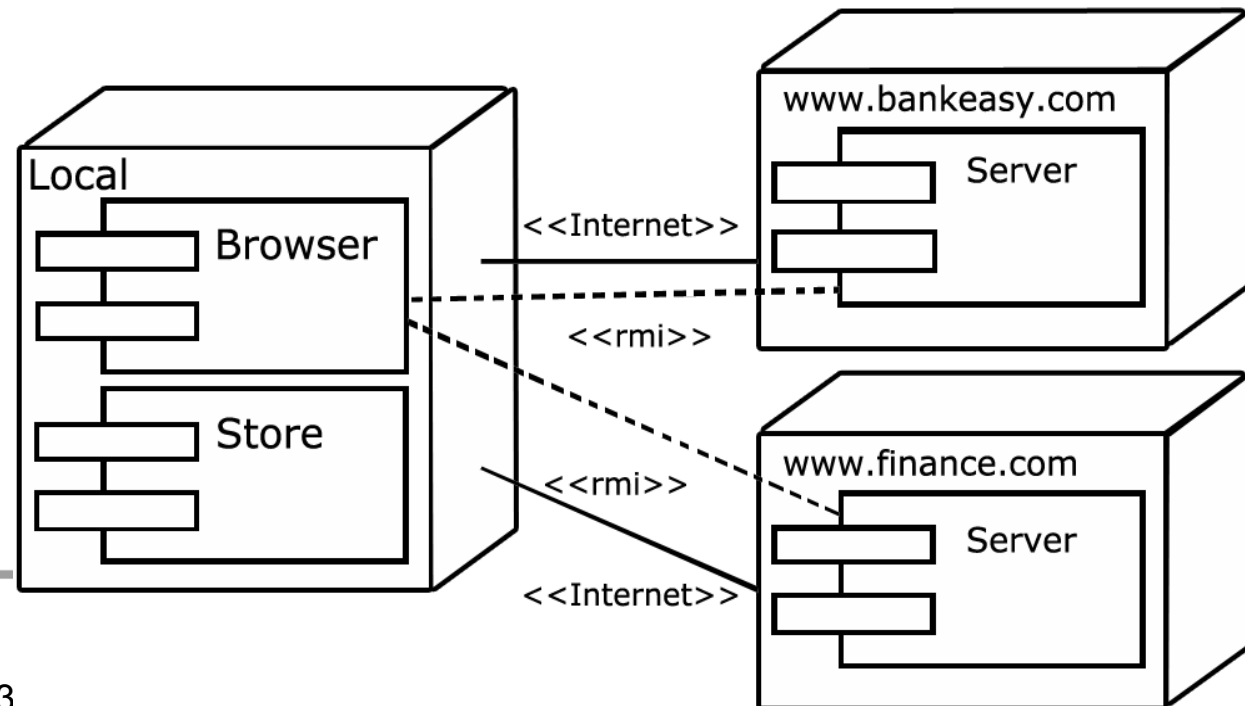 www.bankeasy.com
Server
Local
<<Internet>>
Browser
<<rmi>>
Store
www.finance.com
<<rmi>>
Server
<<Internet>>
3